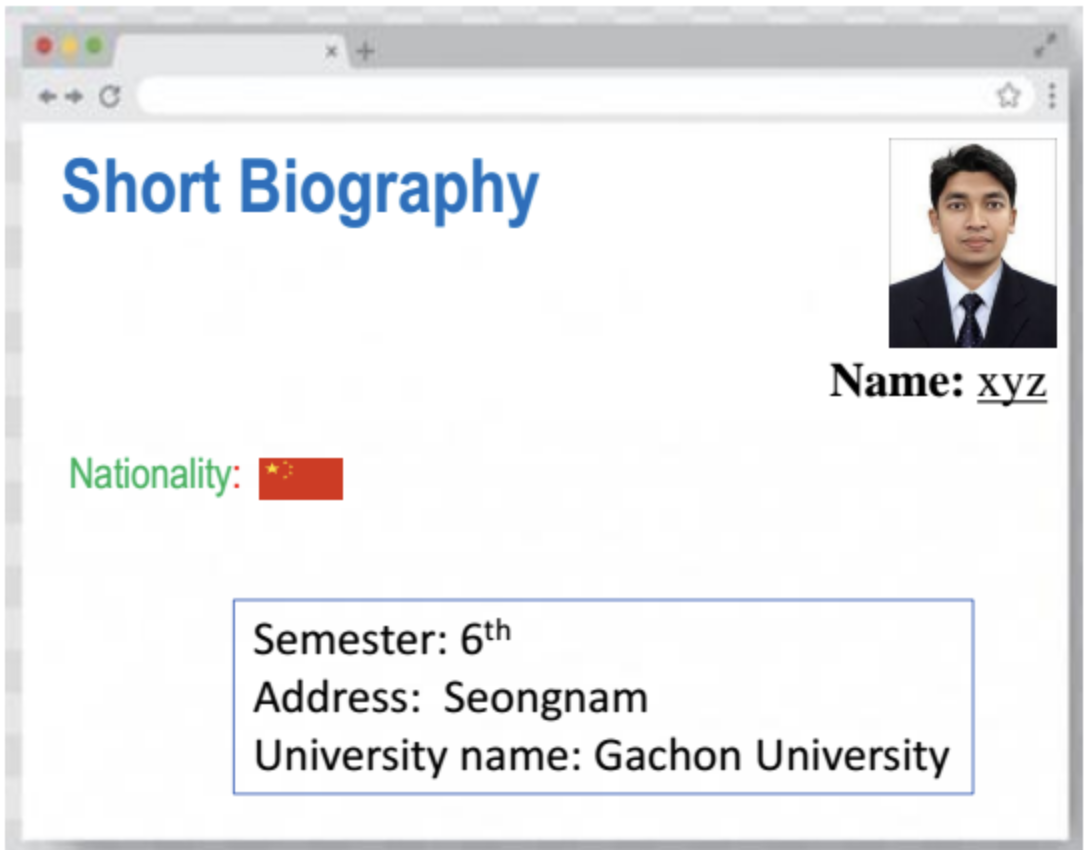 Short Biography
Name: xyz
Nationality:
Semester: 6th
Address: Seongnam
University name: Gachon University